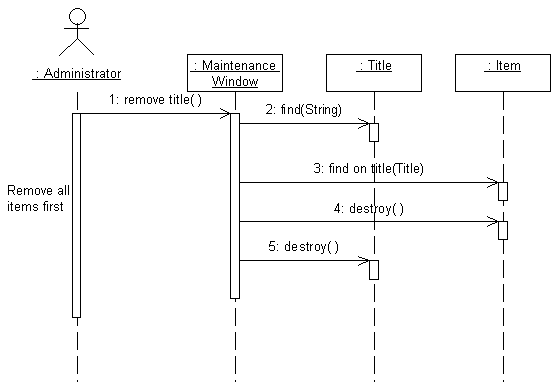 : Administrator
: Maintenance
Window
: Title
: Item
1: remove title( )
2: find(String)
3: find on title(Title)
Remove all
items first
4: destroy( )
5: destroy( )